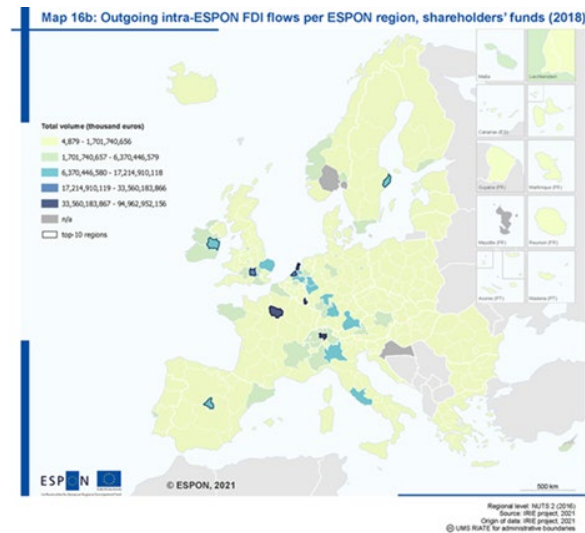 Map 16b: Outgoing intra-ESPON FDI flows per ESPON region, shareholders' funds (2018)
Malta
Liechtenstein
Canarias (ES)
Guyane (FR)
Martinique (FR)
Mayotte (FR)
Réunion (FR)
Azores (PT)
Madeira (PT)
Total volume (thousand euros)
4,879 - 1,701,740,656
1,701,740,657 - 6,370,446,579
6,370,446,580 - 17,214,910,118
17,214,910,119 - 33,560,183,866
33,560,183,867 - 94,962,952,156
n/a
top-10 regions
ESPON
© ESPON, 2021
500 km
Regional level: NUTS 2 (2016)
Source: IRIE project, 2021
Origin of data: IRIE project, 2021
© UMS RIATE for administrative boundaries